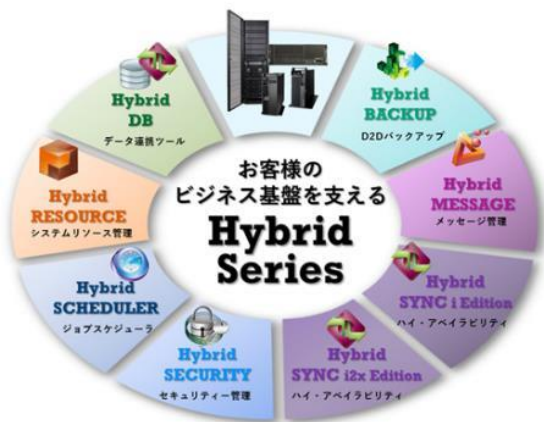 お客様の
ビジネス基盤を支える
Hybrid
Series
Hybrid
BACKUP
D2Dバックアップ
Hybrid
MESSAGE
メッセージ管理
Hybrid
SYNC i Edition
ハイ・アベイラビリティ
Hybrid
SYNC i2x Edition
ハイ・アベイラビリティ
Hybrid
SECURITY
セキュリティー管理
Hybrid
SCHEDULER
ジョブスケジューラ
Hybrid
RESOURCE
システムリソース管理
Hybrid
DB
データ連携ツール